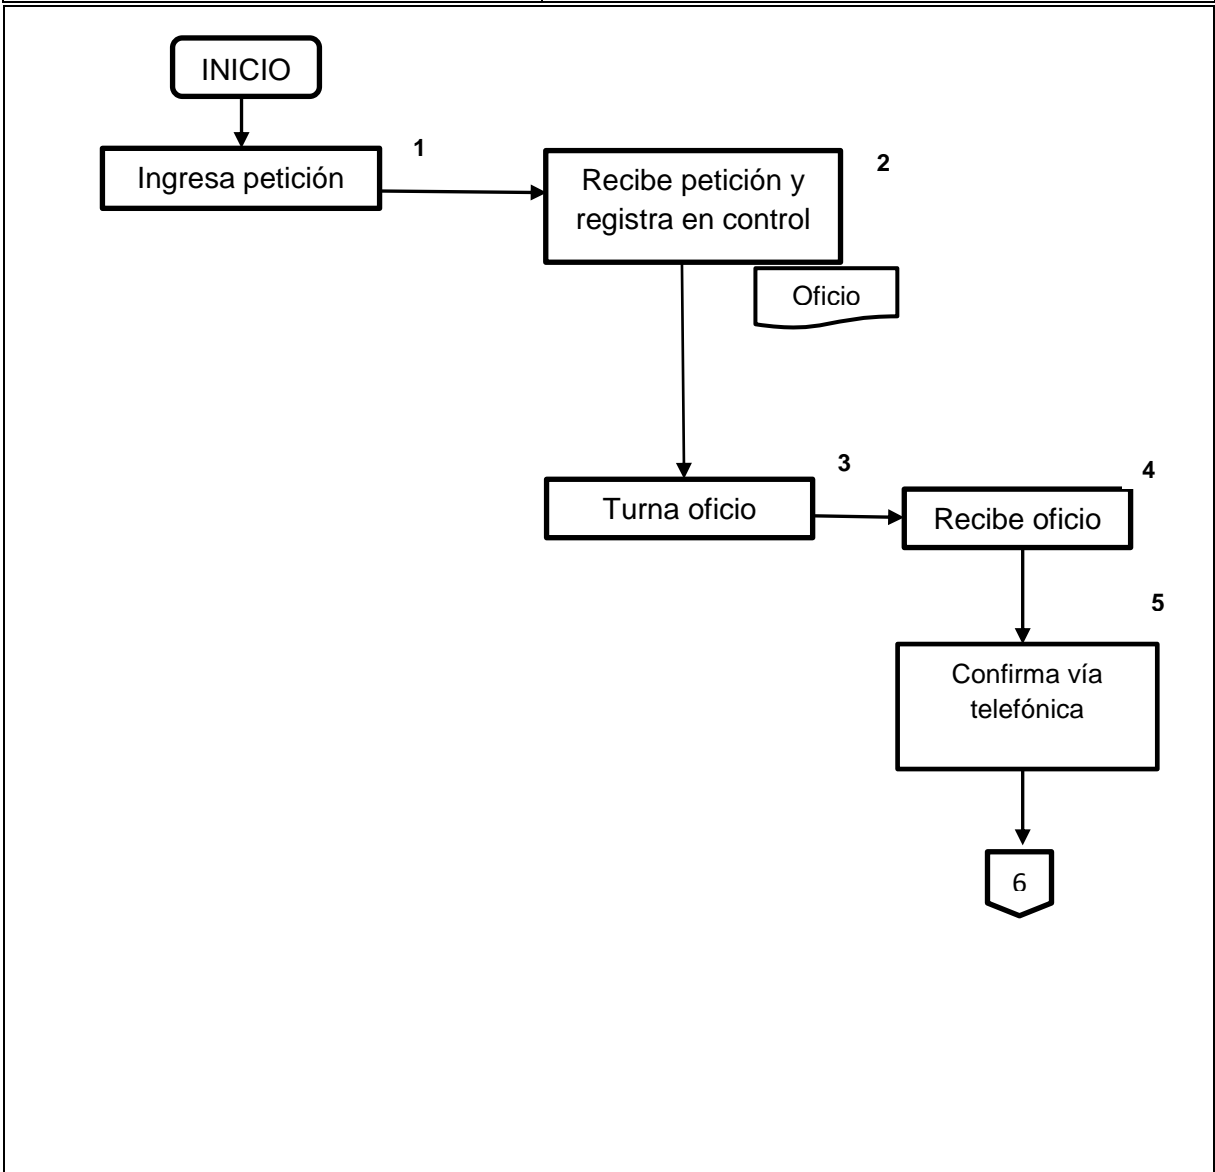 INICIO
1
Ingresa petición
2
Recibe petición y
registra en control
Oficio
3
Turna oficio
4
Recibe oficio
5
Confirma vía
telefónica
6